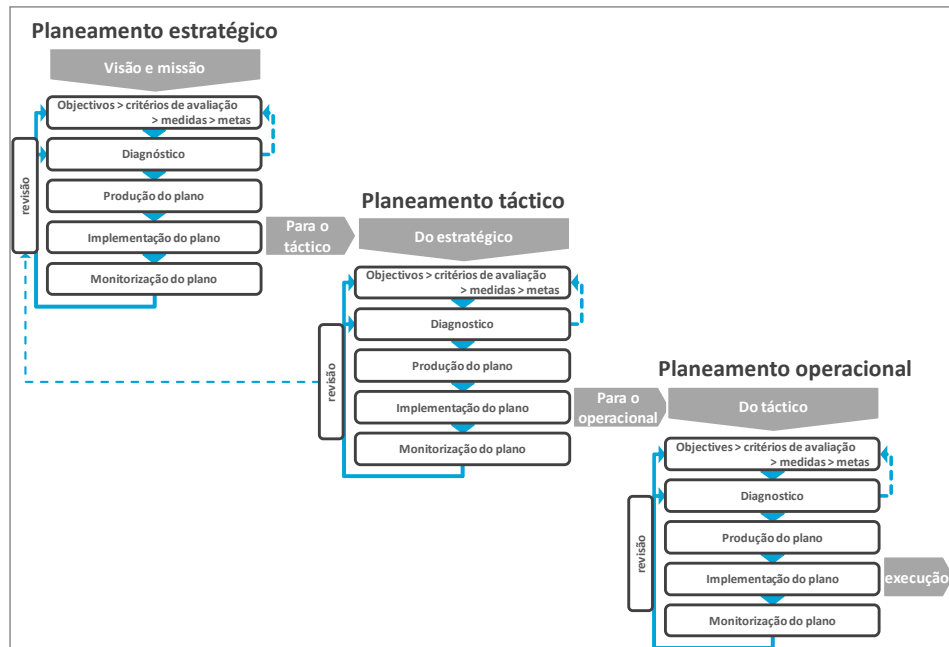 Planeamento estratégico
Visão e missão
Objectivos > critérios de avaliação
> medidas > metas
Diagnóstico
Produção do plano
Implementação do plano
Monitorização do plano
revisão
Para o
táctico
Planeamento táctico
Do estratégico
Objectivos > critérios de avaliação
> medidas > metas
Diagnostico
Produção do plano
Implementação do plano
Monitorização do plano
revisão
Para o
operacional
Planeamento operacional
Do táctico
Objectives > critérios de avaliação
> medidas > metas
Diagnostico
Produção do plano
Implementação do plano
Monitorização do plano
revisão
execução